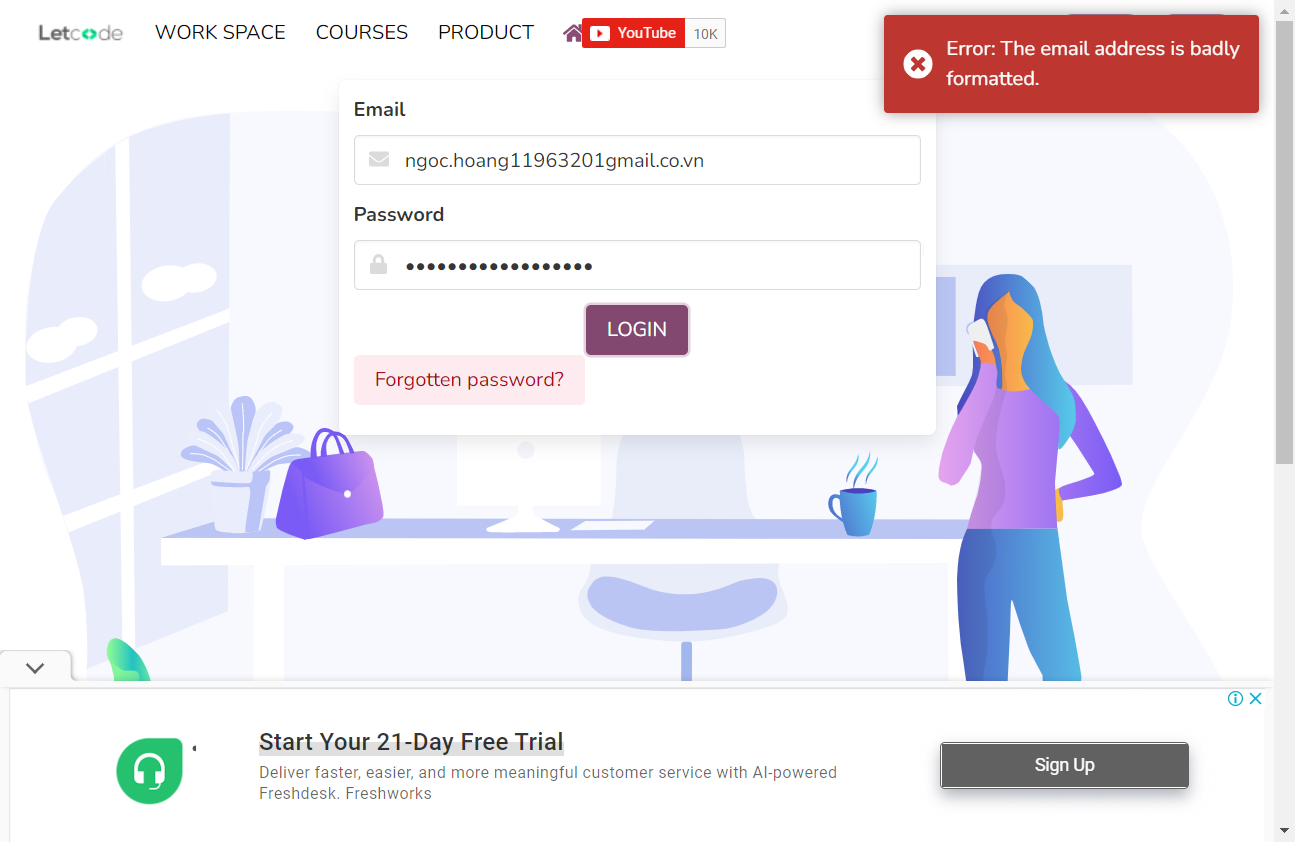 Letcode WORK SPACE COURSES PRODUCT YouTube 10K
Error: The email address is badly
formatted.
Email
ngoc.hoang11963201gmail.co.vn
Password
••••••••••••••••••
LOGIN
Forgotten password?
Start Your 21-Day Free Trial
Deliver faster, easier, and more meaningful customer service with AI-powered
Freshdesk. Freshworks
Sign Up